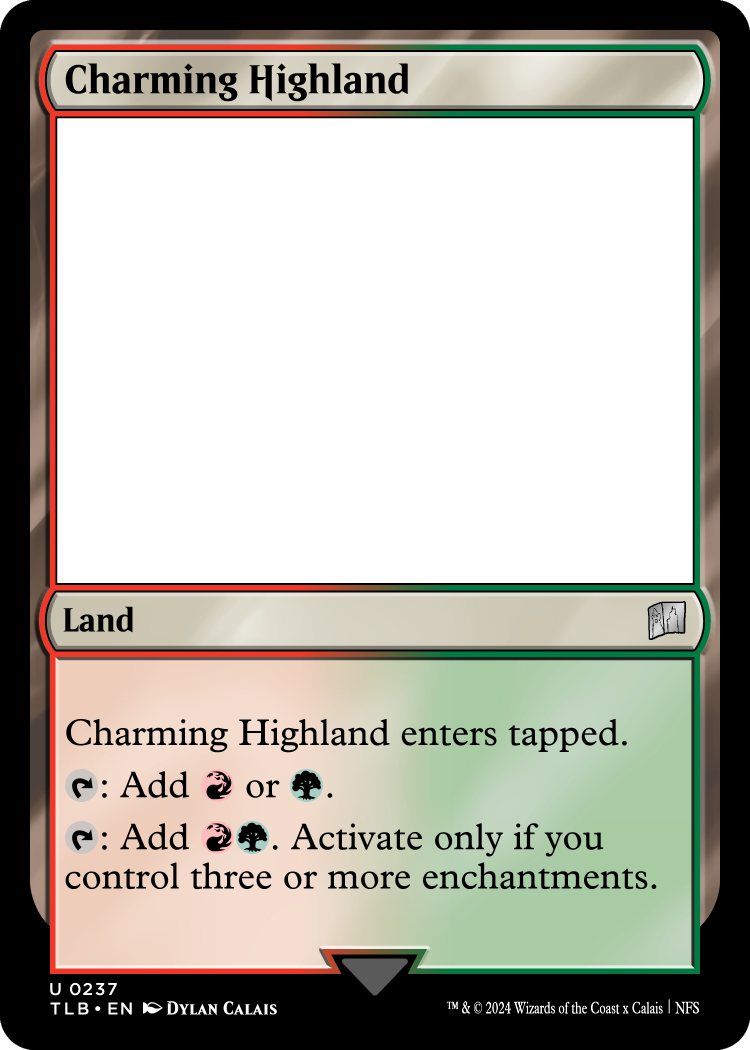 Charming Highland
Land
Charming Highland enters tapped.
: Add or .
: Add . Activate only if you
control three or more enchantments.
U 0237
TLB • EN Dylan Calais
™ & © 2024 Wizards of the Coast x Calais | NFS